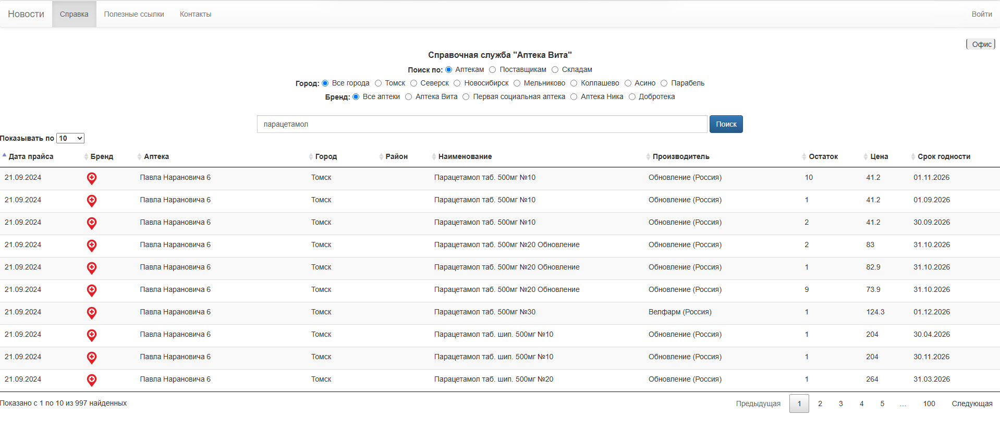 Новости Справка Полезные ссылки Контакты Войти
Офис
Справочная служба "Аптека Вита"
Поиск по: Аптекам Поставщикам Складам
Город: Все города Томск Северск Новосибирск Мельниково Колпашево Асино Парабель
Бренд: Все аптеки Аптека Вита Первая социальная аптека Аптека Ника Добротека
парацетамол Поиск
Показывать по 10
Дата прайса Бренд Аптека Город Район Наименование Производитель Остаток Цена Срок годности
21.09.2024 Павла Нарановича 6 Томск Парацетамол таб. 500мг №10 Обновление (Россия) 10 41.2 01.11.2026
21.09.2024 Павла Нарановича 6 Томск Парацетамол таб. 500мг №10 Обновление (Россия) 1 41.2 01.09.2026
21.09.2024 Павла Нарановича 6 Томск Парацетамол таб. 500мг №10 Обновление (Россия) 2 41.2 30.09.2026
21.09.2024 Павла Нарановича 6 Томск Парацетамол таб. 500мг №20 Обновление Обновление (Россия) 2 83 31.10.2026
21.09.2024 Павла Нарановича 6 Томск Парацетамол таб. 500мг №20 Обновление Обновление (Россия) 1 82.9 31.10.2026
21.09.2024 Павла Нарановича 6 Томск Парацетамол таб. 500мг №20 Обновление Обновление (Россия) 9 73.9 31.10.2026
21.09.2024 Павла Нарановича 6 Томск Парацетамол таб. 500мг №30 Велфарм (Россия) 1 124.3 01.12.2026
21.09.2024 Павла Нарановича 6 Томск Парацетамол таб. шип. 500мг №10 Обновление (Россия) 1 204 30.04.2026
21.09.2024 Павла Нарановича 6 Томск Парацетамол таб. шип. 500мг №10 Обновление (Россия) 1 204 30.11.2026
21.09.2024 Павла Нарановича 6 Томск Парацетамол таб. шип. 500мг №20 Обновление (Россия) 1 264 31.03.2026
Показано с 1 по 10 из 997 найденных Предыдущая 1 2 3 4 5 … 100 Следующая